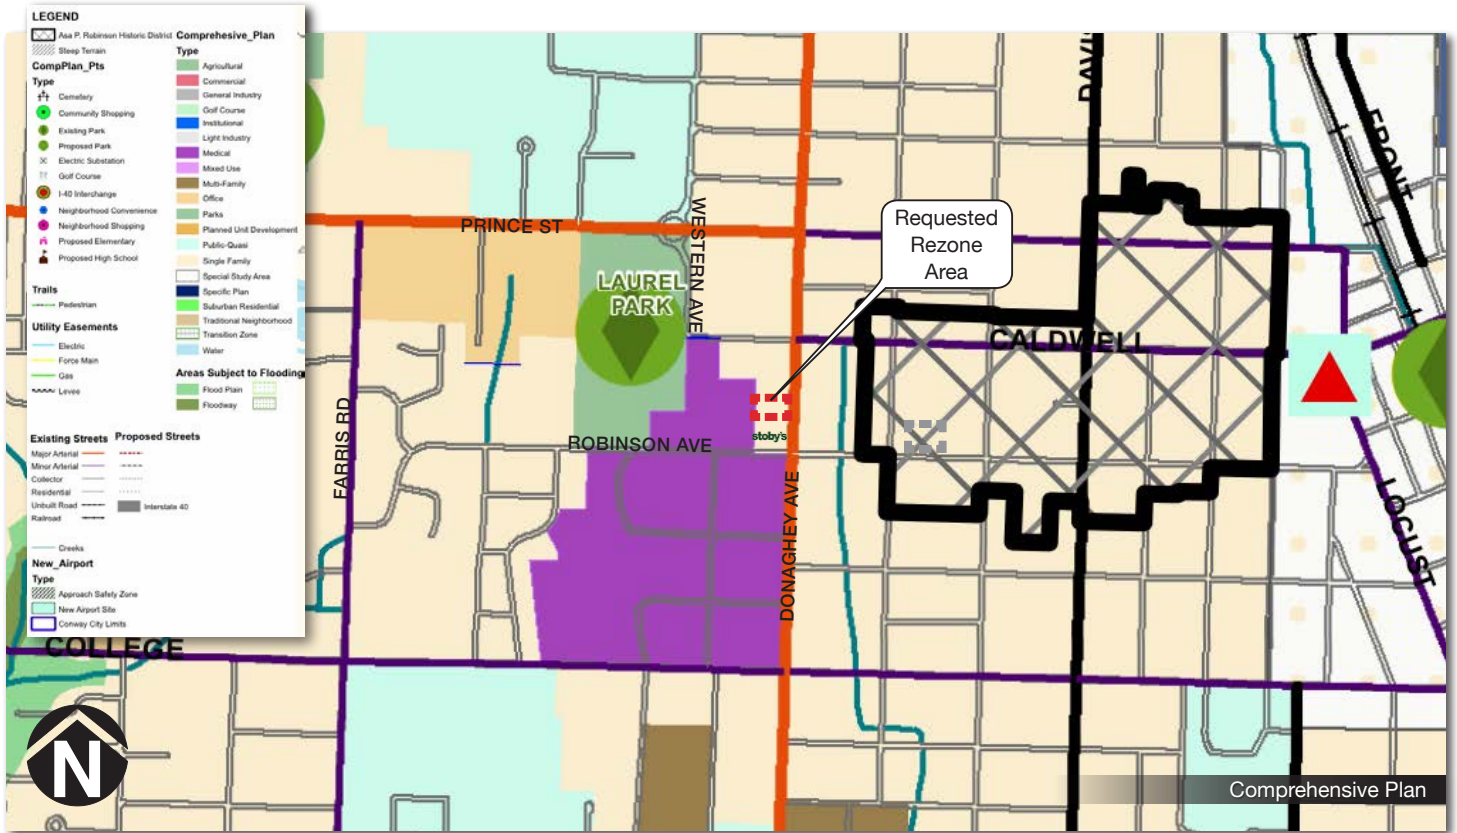 LEGEND
Asa P. Robinson Historic District
Steep Terrain
CompPlan_Pts
Type
Cemetery
Community Shopping
Existing Park
Proposed Park
Electric Substation
Golf Course
I-40 Interchange
Neighborhood Convenience
Neighborhood Shopping
Proposed Elementary
Proposed High School
Trails
Pedestrian
Utility Easements
Electric
Force Main
Gas
Levee
Comprehesive_Plan
Type
Agricultural
Commercial
General Industry
Golf Course
Institutional
Light Industry
Medical
Mixed Use
Multi-Family
Office
Parks
Planned Unit Development
Public-Quasi
Single Family
Special Study Area
Specific Plan
Suburban Residential
Traditional Neighborhood
Transition Zone
Water
Areas Subject to Flooding
Flood Plain
Floodway
Existing Streets
Major Arterial
Minor Arterial
Collector
Residential
Unbuilt Road
Railroad
Proposed Streets
Interstate 40
Creeks
New_Airport
Type
Approach Safety Zone
New Airport Site
Conway City Limits
PRINCE ST
WESTERN AVE
LAUREL
PARK
FARRIS RD
ROBINSON AVE
stoby's
DONAGHEY AVE
Requested
Rezone
Area
CALDWELL
DAVI
FRONT
LOCUST
COLLEGE
N
Comprehensive Plan